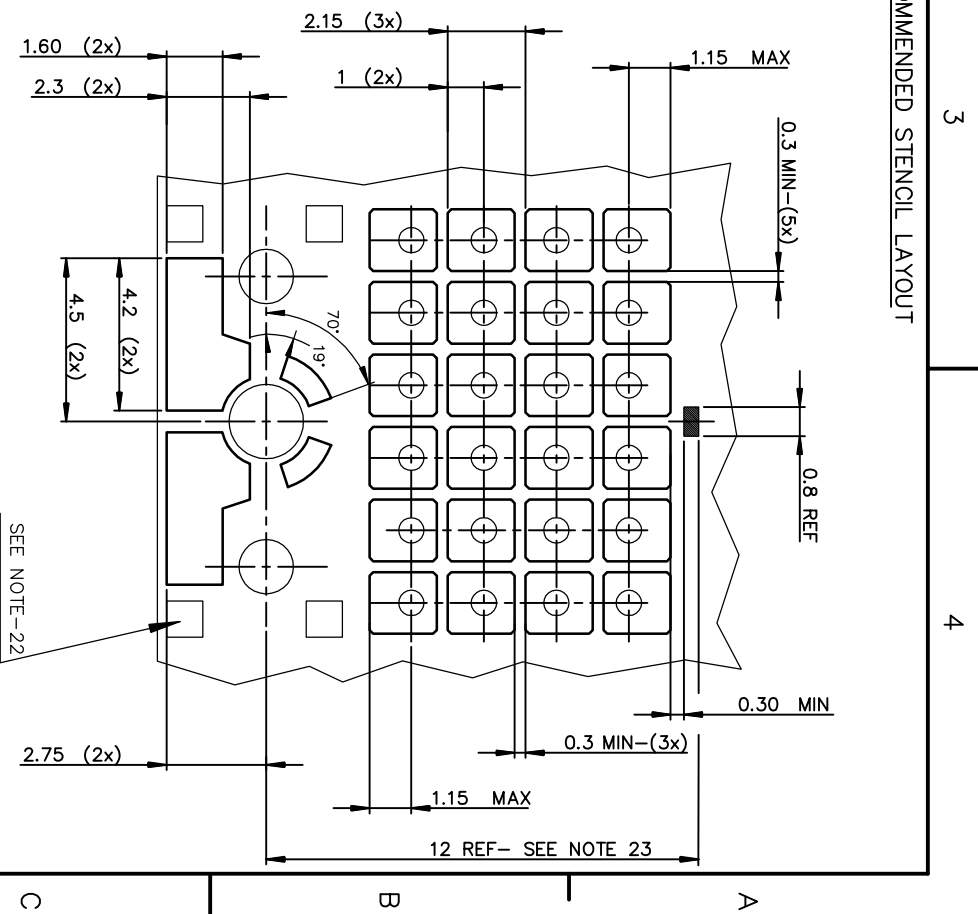 OMMENDED STENCIL LAYOUT
3
4
2.15 (3x)
1.60 (2x)
1.15 MAX
1 (2x)
2.3 (2x)
0.3 MIN-(5x)
4.2 (2x)
4.5 (2x)
70°
19°
0.8 REF
SEE NOTE-22
0.30 MIN
0.3 MIN-(3x)
2.75 (2x)
1.15 MAX
12 REF- SEE NOTE 23
A
B
C